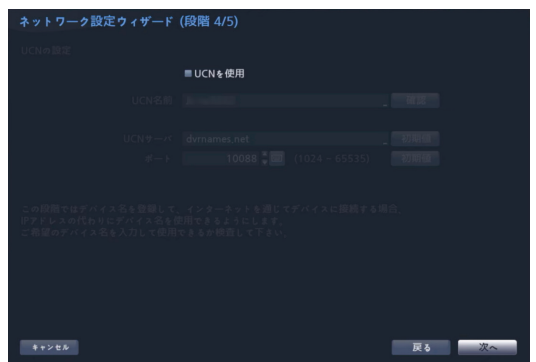 ネットワーク設定ウィザード (段階 4/5)
UCNの設定
UCNを使用
UCN名前
確認
UCNサーバ dvrnames.net 初期値
ポート 10088 (1024 ~ 65535) 初期値
この段階ではデバイス名を登録して、インターネットを通じてデバイスに接続する場合、
IPアドレスの代わりにデバイス名を使用できるようにします。
ご希望のデバイス名を入力して使用できるか検査して下さい。
キャンセル 戻る 次へ